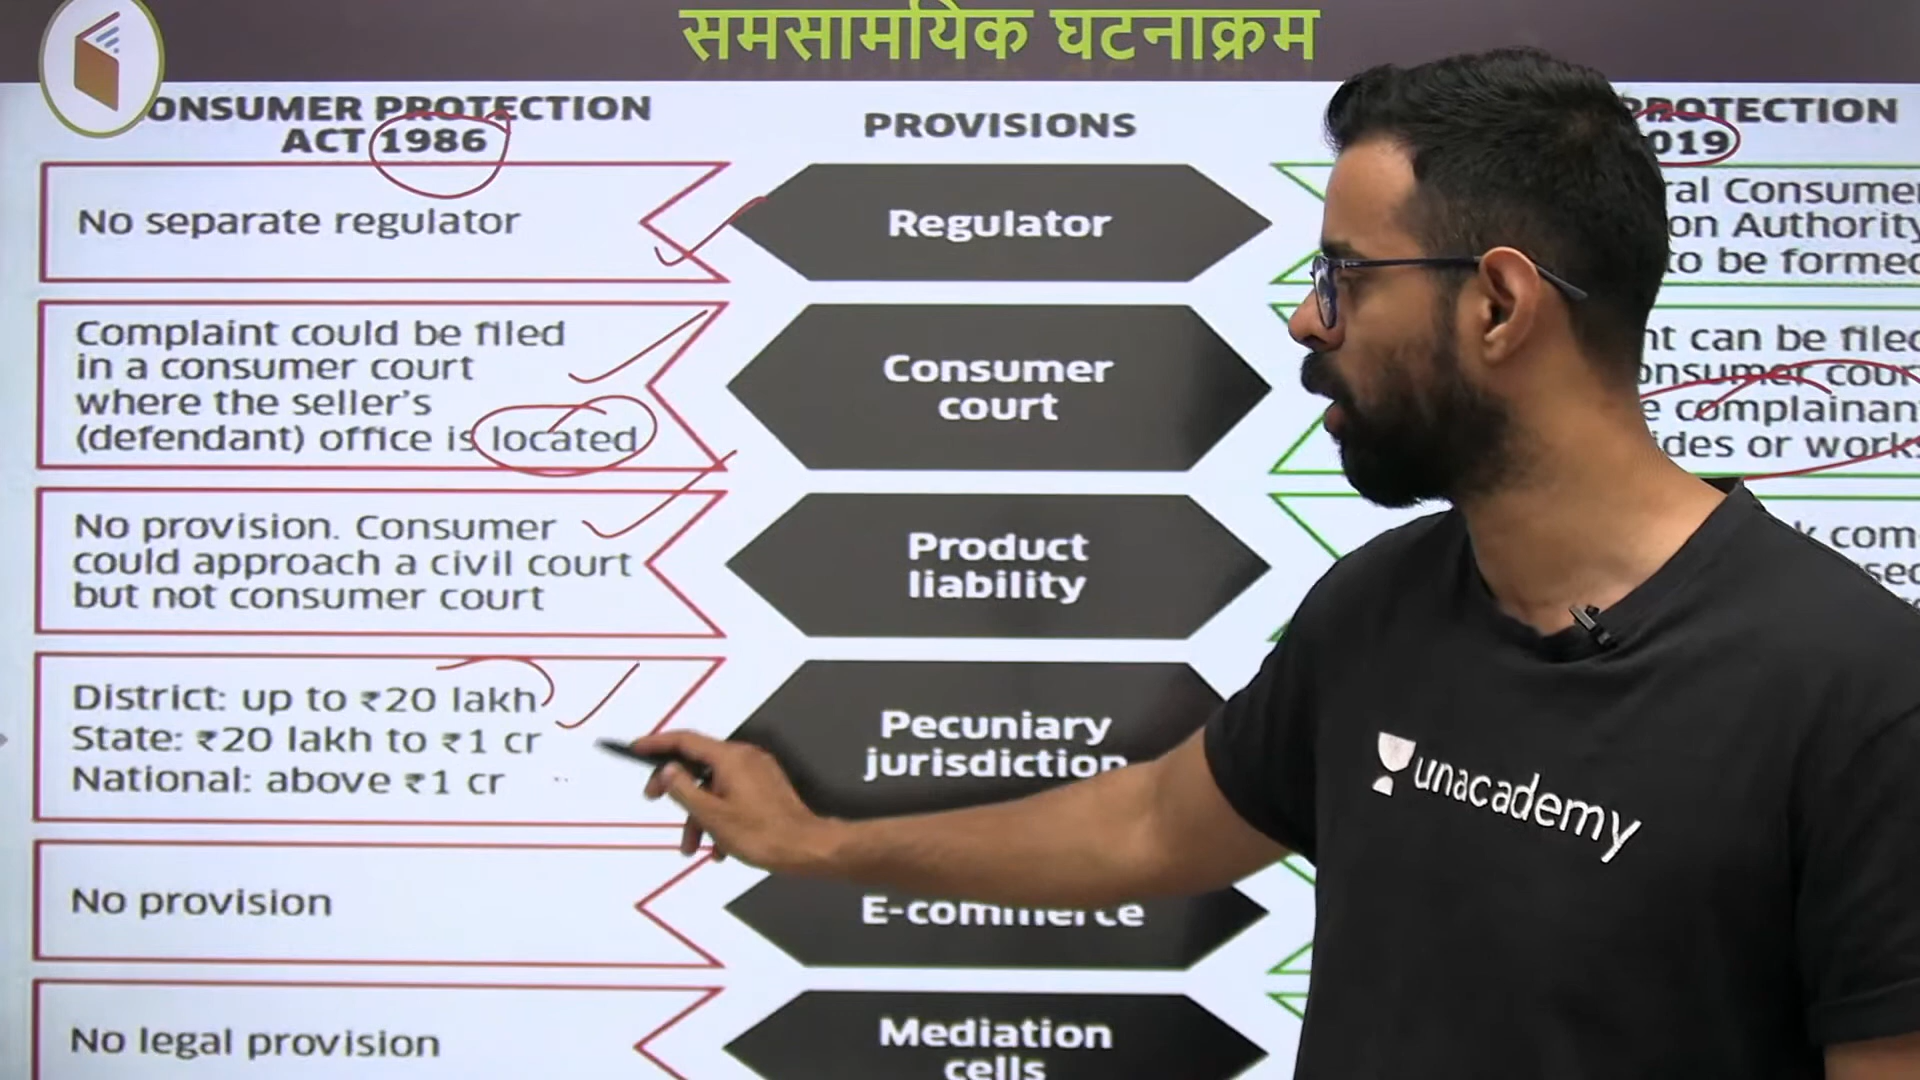 समसामयिक घटनाक्रम
ONSUMER PROTECTION
ACT 1986
PROVISIONS
PROTECTION
019
No separate regulator
Regulator
ral Consumer
on Authority
to be formed
Complaint could be filed
in a consumer court
where the seller's
(defendant) office is located
Consumer
court
nt can be filed
onsumer cour
e complainan
ides or works
No provision. Consumer
could approach a civil court
but not consumer court
Product
liability
com
District: up to ₹20 lakh
State: ₹20 lakh to ₹1 cr
National: above ₹1 cr
Pecuniary
jurisdiction
No provision
E-commerce
No legal provision
Mediation
cells
unacademy